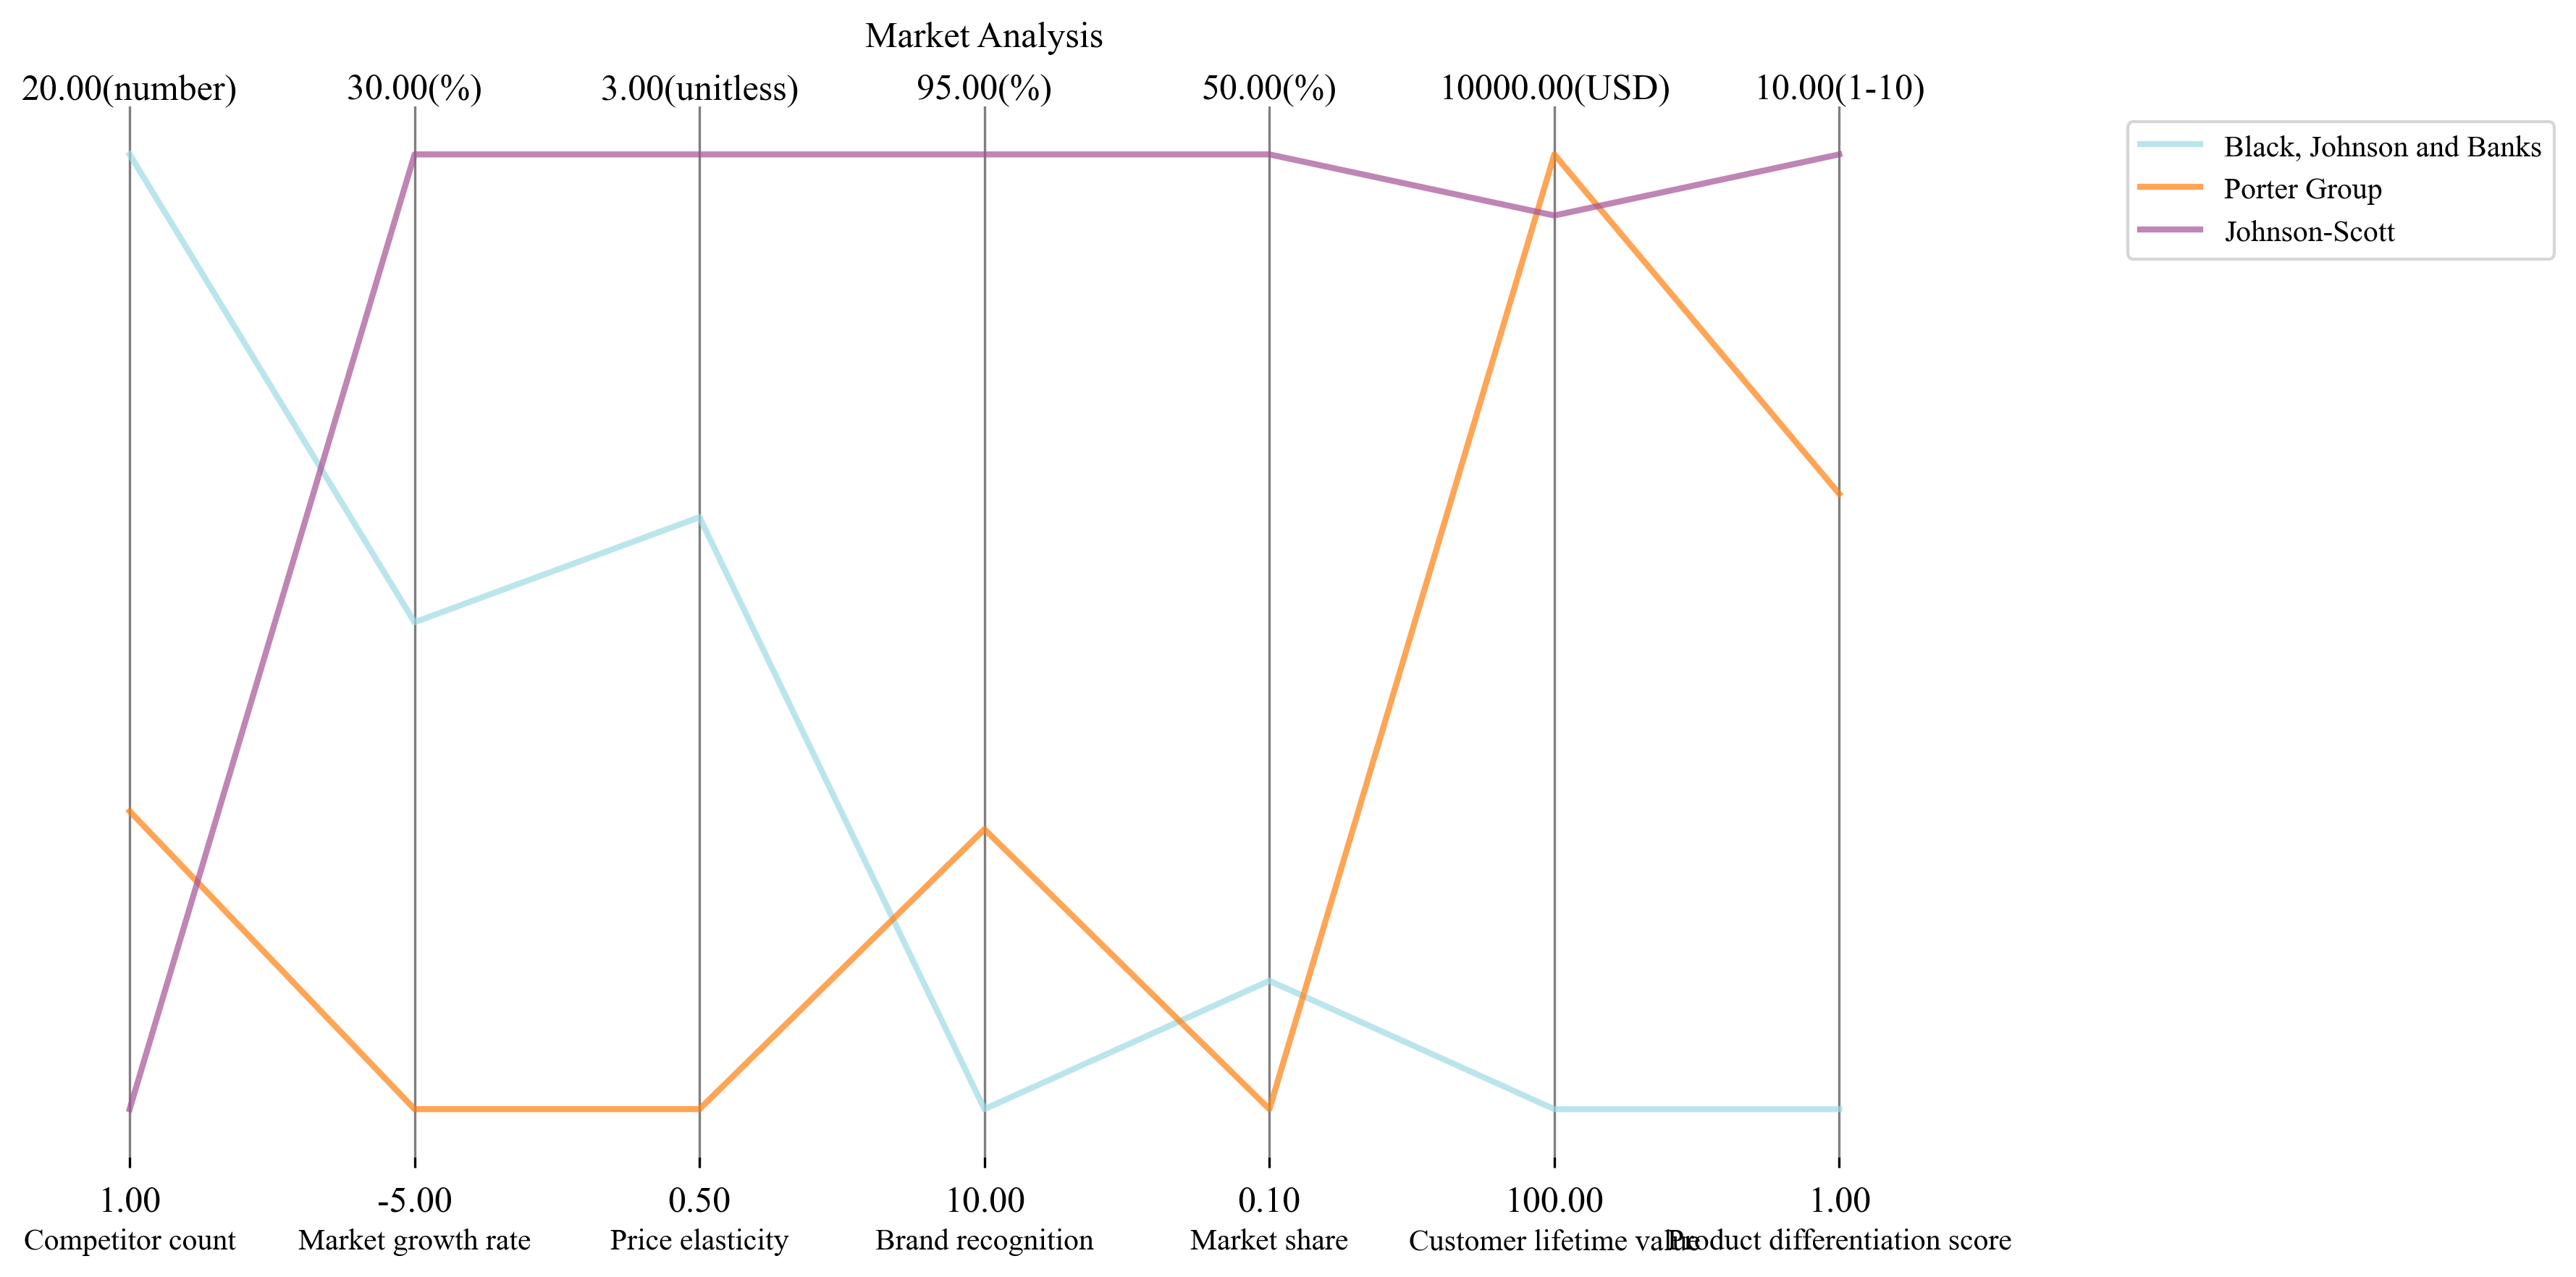 Market Analysis
20.00(number) 30.00(%) 3.00(unitless) 95.00(%) 50.00(%) 10000.00(USD) 10.00(1-10)
Black, Johnson and Banks
Porter Group
Johnson-Scott
1.00 -5.00 0.50 10.00 0.10 100.00 1.00
Competitor count Market growth rate Price elasticity Brand recognition Market share Customer lifetime value Product differentiation score